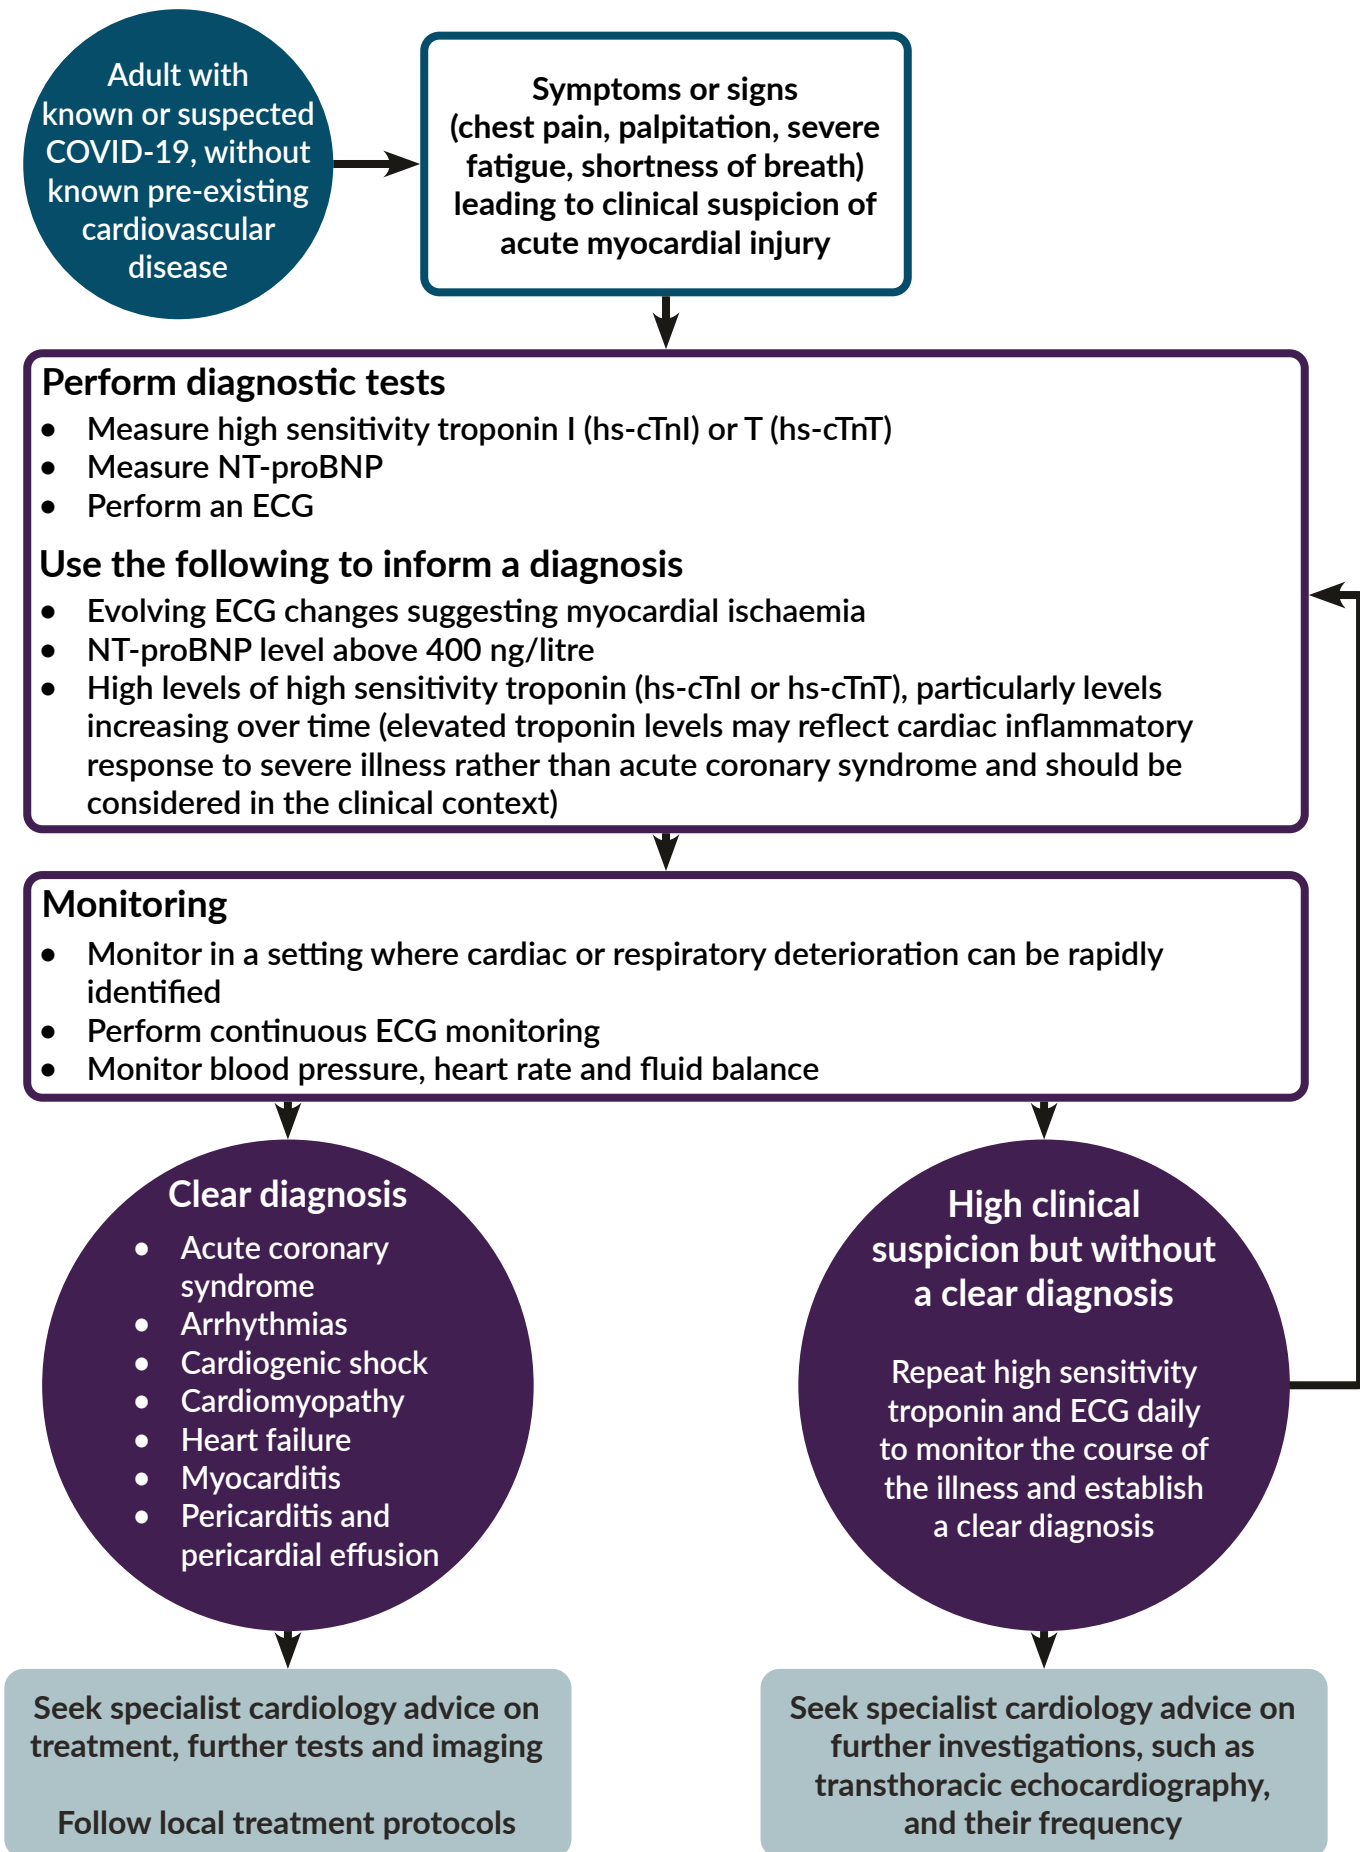 Adult with
known or suspected
COVID-19, without
known pre-existing
cardiovascular
disease
Symptoms or signs
(chest pain, palpitation, severe
fatigue, shortness of breath)
leading to clinical suspicion of
acute myocardial injury
Perform diagnostic tests
• Measure high sensitivity troponin I (hs-cTnI) or T (hs-cTnT)
• Measure NT-proBNP
• Perform an ECG
Use the following to inform a diagnosis
• Evolving ECG changes suggesting myocardial ischaemia
• NT-proBNP level above 400 ng/litre
• High levels of high sensitivity troponin (hs-cTnI or hs-cTnT), particularly levels
increasing over time (elevated troponin levels may reflect cardiac inflammatory
response to severe illness rather than acute coronary syndrome and should be
considered in the clinical context)
Monitoring
• Monitor in a setting where cardiac or respiratory deterioration can be rapidly
identified
• Perform continuous ECG monitoring
• Monitor blood pressure, heart rate and fluid balance
Clear diagnosis
• Acute coronary
syndrome
• Arrhythmias
• Cardiogenic shock
• Cardiomyopathy
• Heart failure
• Myocarditis
• Pericarditis and
pericardial effusion
High clinical
suspicion but without
a clear diagnosis
Repeat high sensitivity
troponin and ECG daily
to monitor the course of
the illness and establish
a clear diagnosis
Seek specialist cardiology advice on
treatment, further tests and imaging
Follow local treatment protocols
Seek specialist cardiology advice on
further investigations, such as
transthoracic echocardiography,
and their frequency